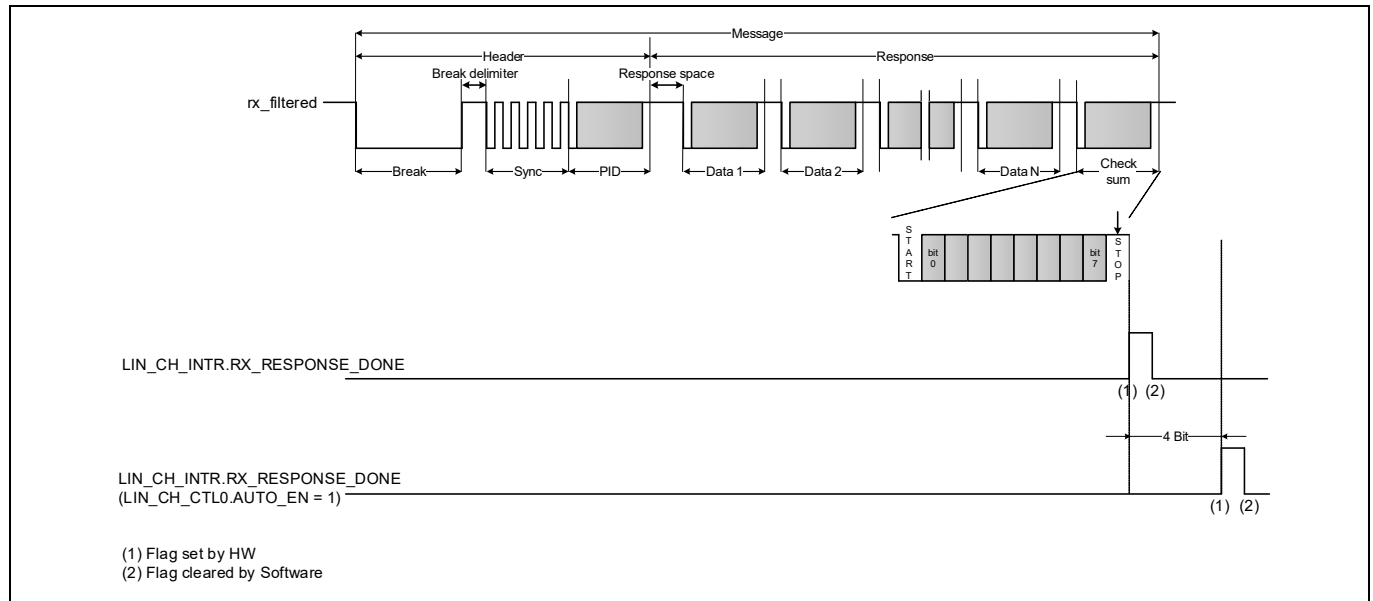 Message
Header
Response
Break delimiter
Response space
rx_filtered
Break
Sync
PID
Data 1
Data 2
Data N
Check
sum
START
bit
0
bit
7
STOP
LIN_CH_INTR.RX_RESPONSE_DONE
(1) (2)
4 Bit
LIN_CH_INTR.RX_RESPONSE_DONE
(LIN_CH_CTL0.AUTO_EN = 1)
(1) (2)
(1) Flag set by HW
(2) Flag cleared by Software